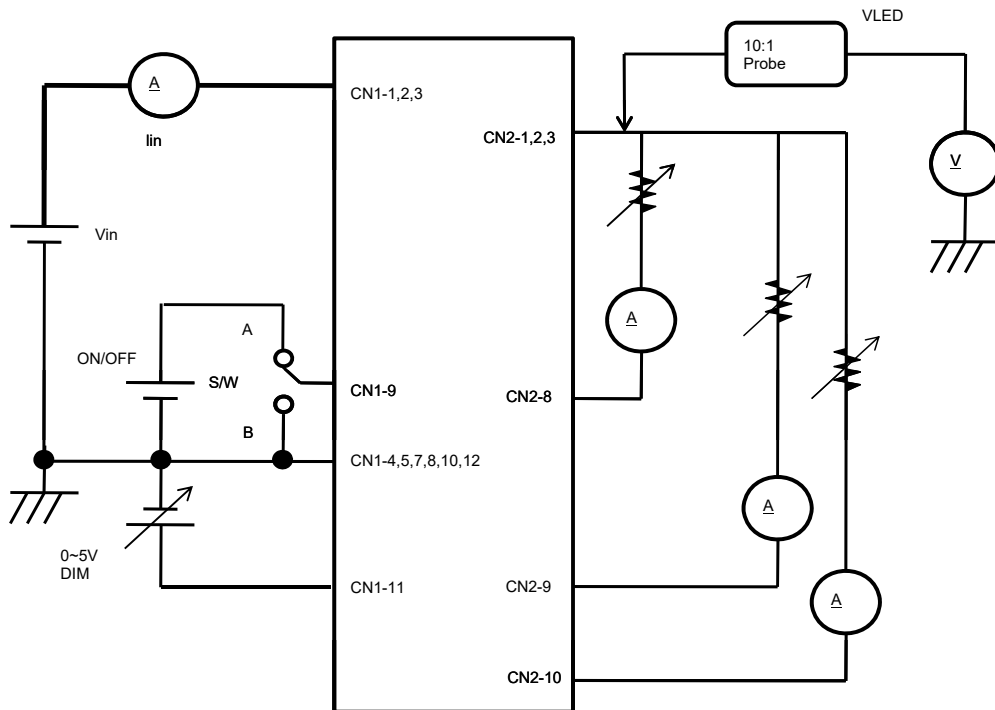 VLED
10:1
Probe
A
Iin
CN1-1,2,3
CN2-1,2,3
V
Vin
A
A
ON/OFF
S/W
CN1-9
CN2-8
B
CN1-4,5,7,8,10,12
A
0~5V
DIM
CN1-11
CN2-9
A
CN2-10